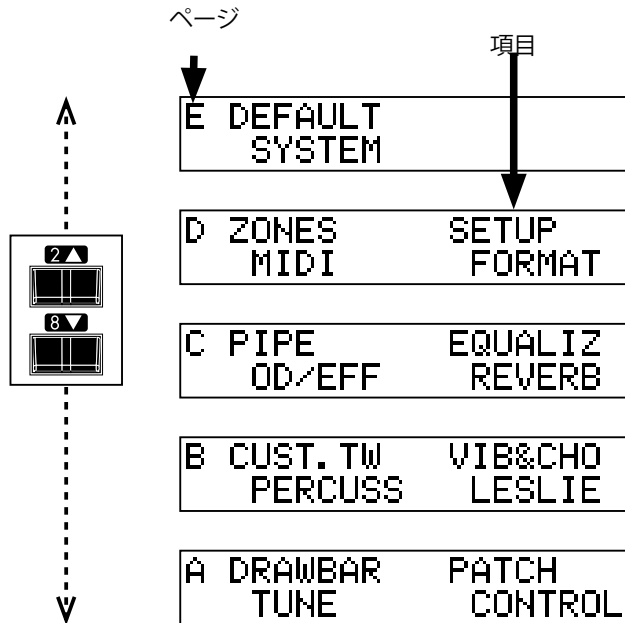 ページ
項目
E DEFAULT
SYSTEM
D ZONES SETUP
MIDI FORMAT
2▲
8▼
C PIPE EQUALIZ
OD/EFF REVERB
B CUST.TW VIB&CHO
PERCUSS LESLIE
A DRAWBAR PATCH
TUNE CONTROL